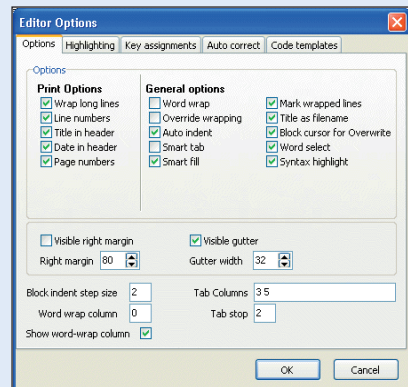 Editor Options
Options Highlighting Key assignments Auto correct Code templates
Options
Print Options
Wrap long lines
Line numbers
Title in header
Date in header
Page numbers
General options
Word wrap
Override wrapping
Auto indent
Smart tab
Smart fill
Mark wrapped lines
Title as filename
Block cursor for Overwrite
Word select
Syntax highlight
Visible right margin Visible gutter
Right margin 80 Gutter width 32
Block indent step size 2 Tab Columns 3 5
Word wrap column 0 Tab stop 2
Show word-wrap column
OK Cancel